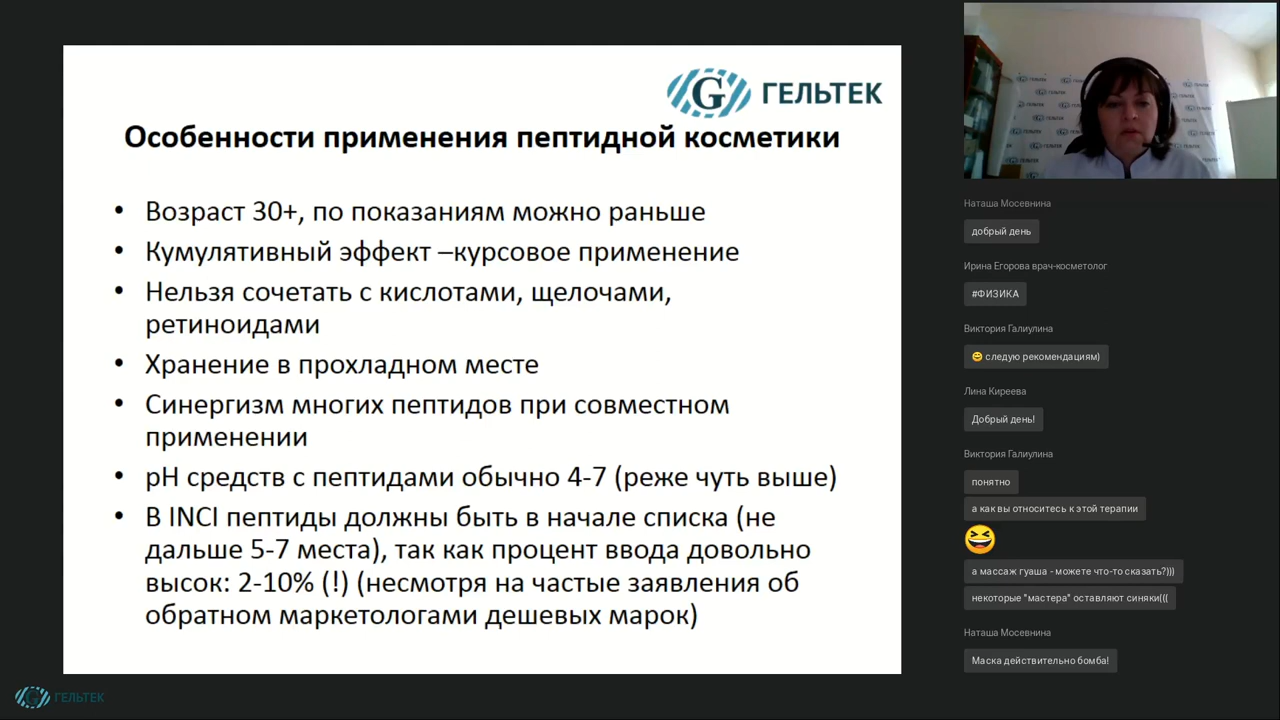 ГЕЛЬТЕК
Особенности применения пептидной косметики
• Возраст 30+, по показаниям можно раньше
• Кумулятивный эффект –курсовое применение
• Нельзя сочетать с кислотами, щелочами,
ретиноидами
• Хранение в прохладном месте
• Синергизм многих пептидов при совместном
применении
• pH средств с пептидами обычно 4-7 (реже чуть выше)
• В INCI пептиды должны быть в начале списка (не
дальше 5-7 места), так как процент ввода довольно
высок: 2-10% (!) (несмотря на частые заявления об
обратном маркетологами дешевых марок)
Наташа Мосевнина
добрый день
Ирина Егорова врач-косметолог
#ФИЗИКА
Виктория Галиулина
😊 следую рекомендациям)
Лина Киреева
Добрый день!
Виктория Галиулина
понятно
а как вы относитесь к этой терапии
😆
а массаж гуаша - можете что-то сказать?)))
некоторые "мастера" оставляют синяки(((
Наташа Мосевнина
Маска действительно бомба!
ГЕЛЬТЕК